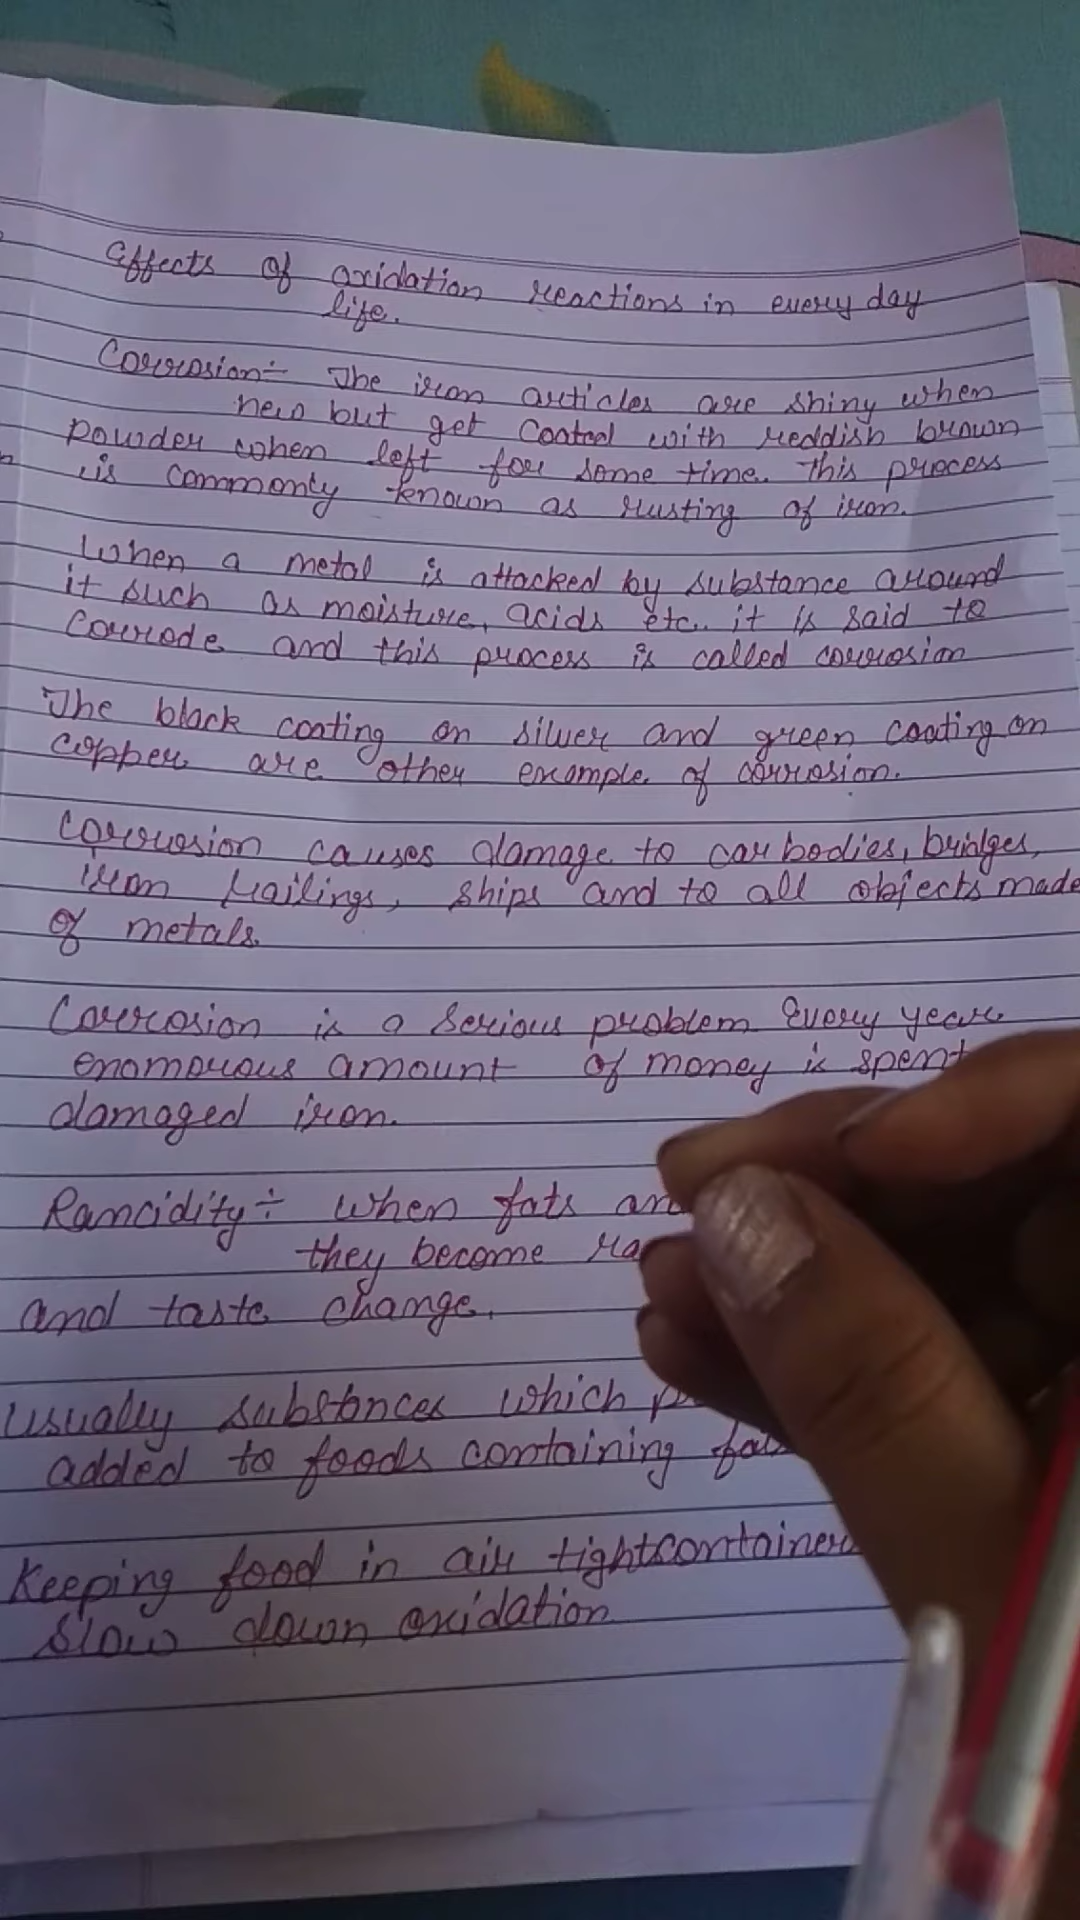 Effects of oxidation reactions in every day
life.
Corrosion÷ The iron articles are shiny when
new but get coated with reddish brown
powder when left for some time. This process
is commonly known as rusting of iron.
When a metal is attacked by substance around
it such as moisture, acids etc. it is said to
corrode and this process is called corrosion
The black coating on silver and green coating on
copper are other example of corrosion.
Corrosion causes damage to car bodies, bridges,
iron railings, ships and to all objects made
of metals.
Corrosion is a serious problem Every year
enomorous amount of money is spent
damaged iron.
Rancidity÷ when fats
they become
and taste change.
usually substances which
added to foods containing
Keeping food in air tightcontainer
slow down oxidation